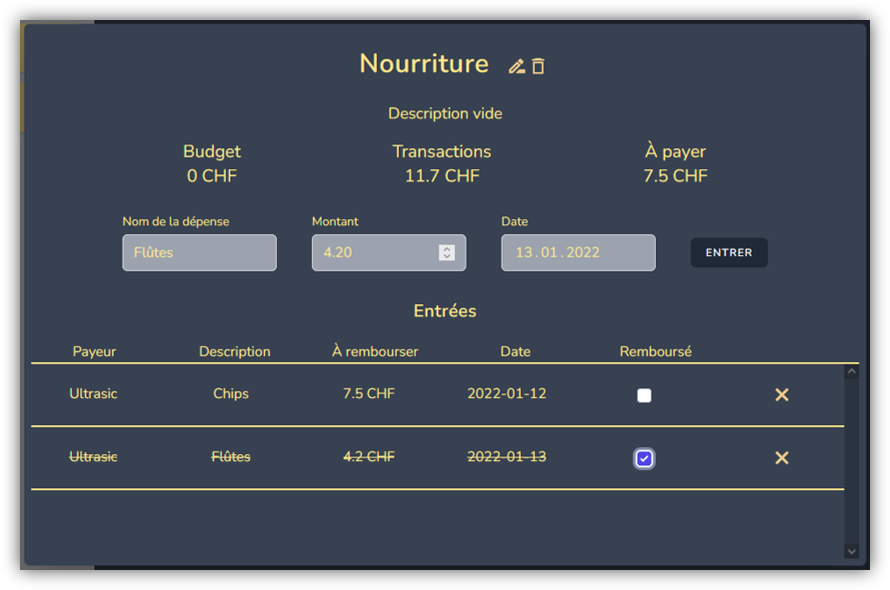 Nourriture
Description vide
Budget Transactions À payer
0 CHF 11.7 CHF 7.5 CHF
Nom de la dépense Montant Date
Flûtes 4.20 13.01.2022 ENTRER
Entrées
Payeur Description À rembourser Date Remboursé
Ultrasic Chips 7.5 CHF 2022-01-12
Ultrasic Flûtes 4.2 CHF 2022-01-13